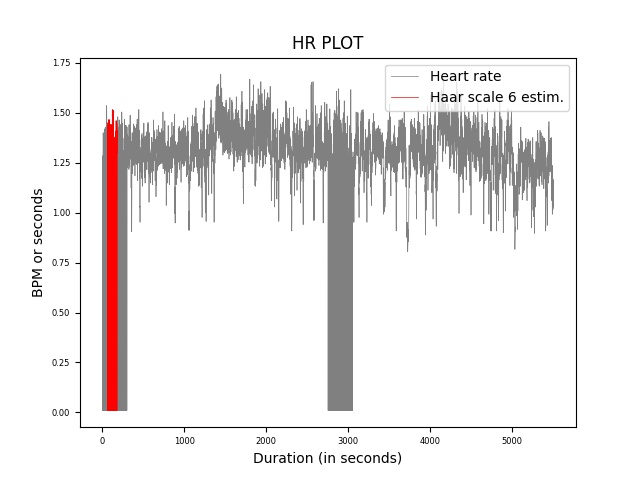 HR PLOT
Heart rate
Haar scale 6 estim.
BPM or seconds
1.75
1.50
1.25
1.00
0.75
0.50
0.25
0.00
0
1000
2000
3000
4000
5000
Duration (in seconds)